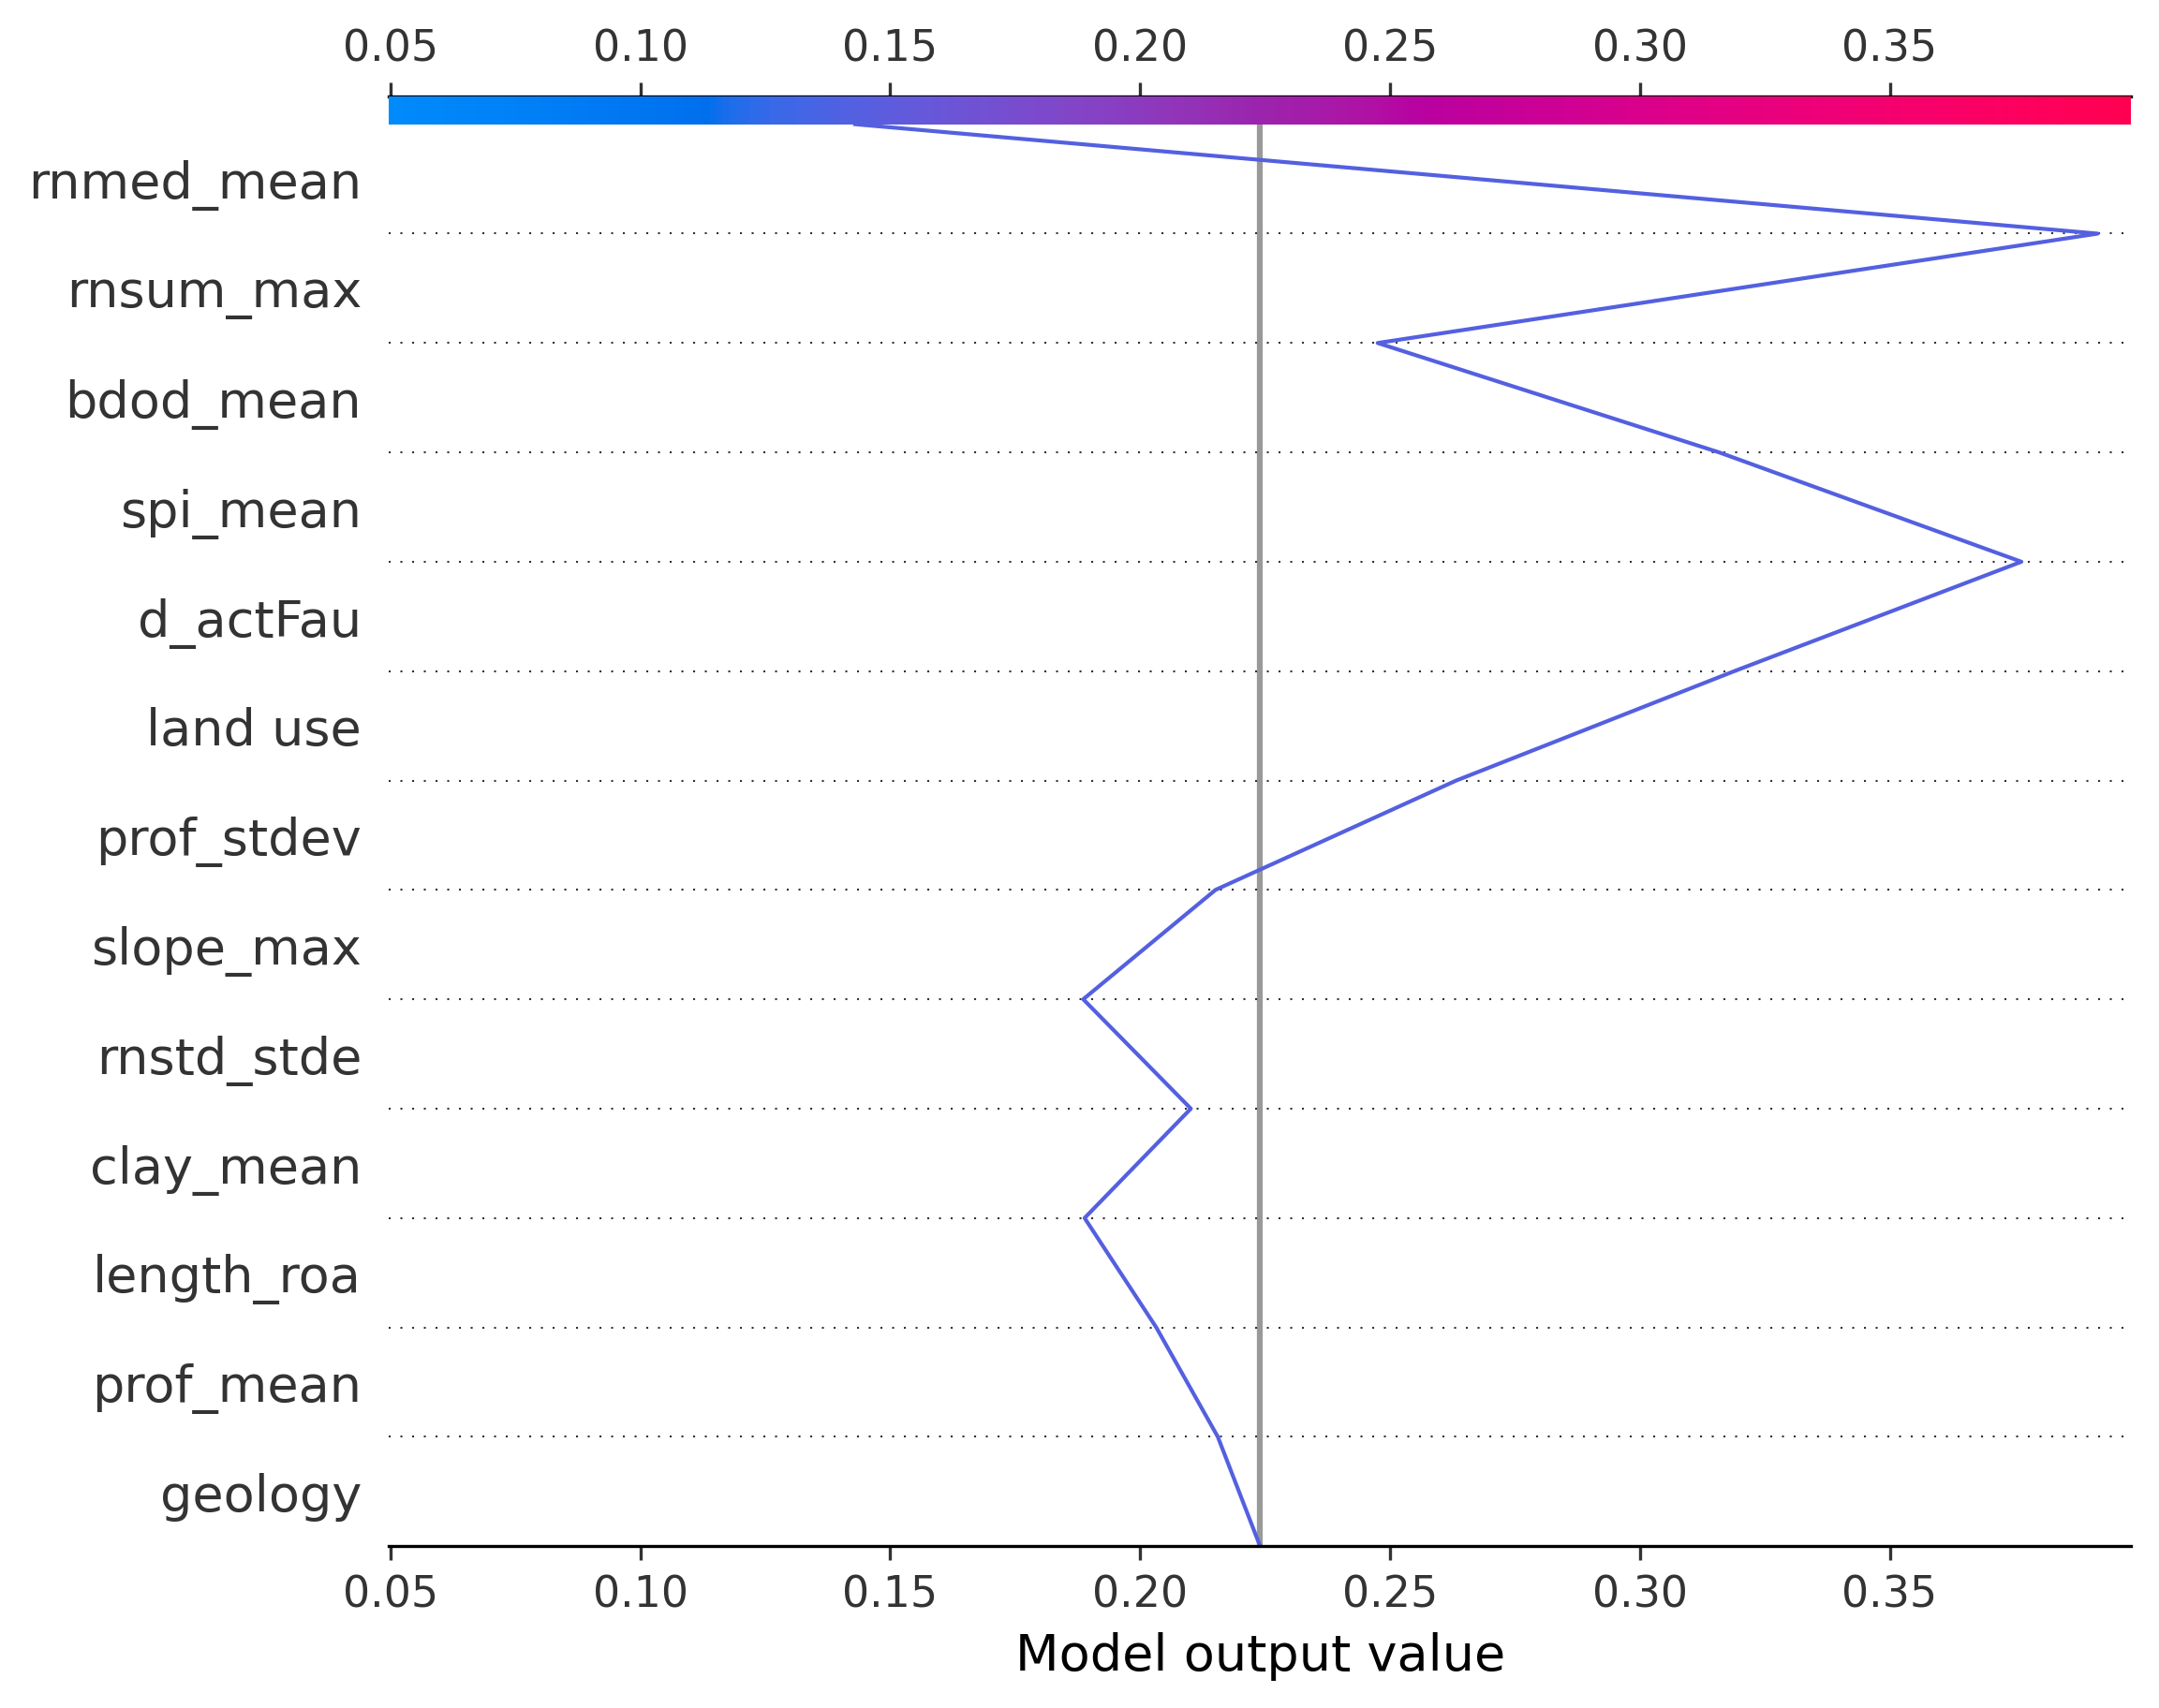 0.05 0.10 0.15 0.20 0.25 0.30 0.35
rnmed_mean
rnsum_max
bdod_mean
spi_mean
d_actFau
land use
prof_stdev
slope_max
rnstd_stde
clay_mean
length_roa
prof_mean
geology
0.05 0.10 0.15 0.20 0.25 0.30 0.35
Model output value